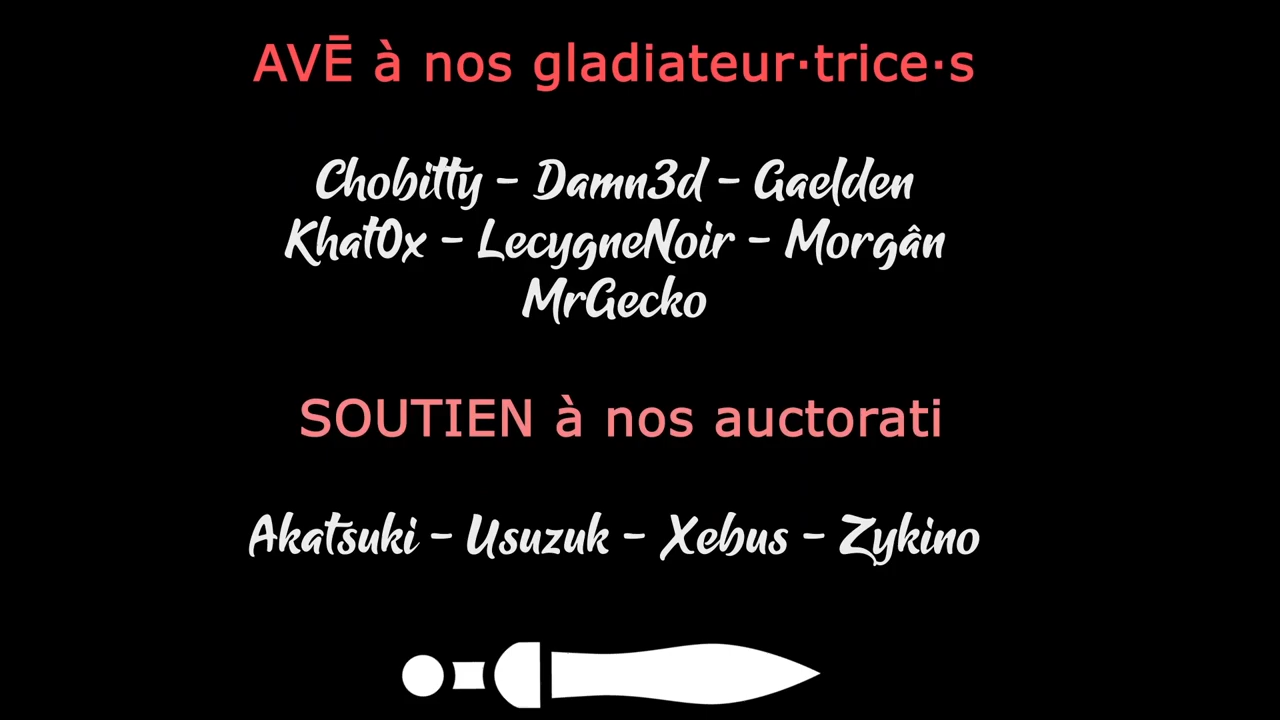 AVĒ à nos gladiateur·trice·s
Chobitty - Damn3d - Gaelden
Khat0x - LecygneNoir - Morgân
MrGecko
SOUTIEN à nos auctorati
Akatsuki - Usuzuk - Xebus - Zykino